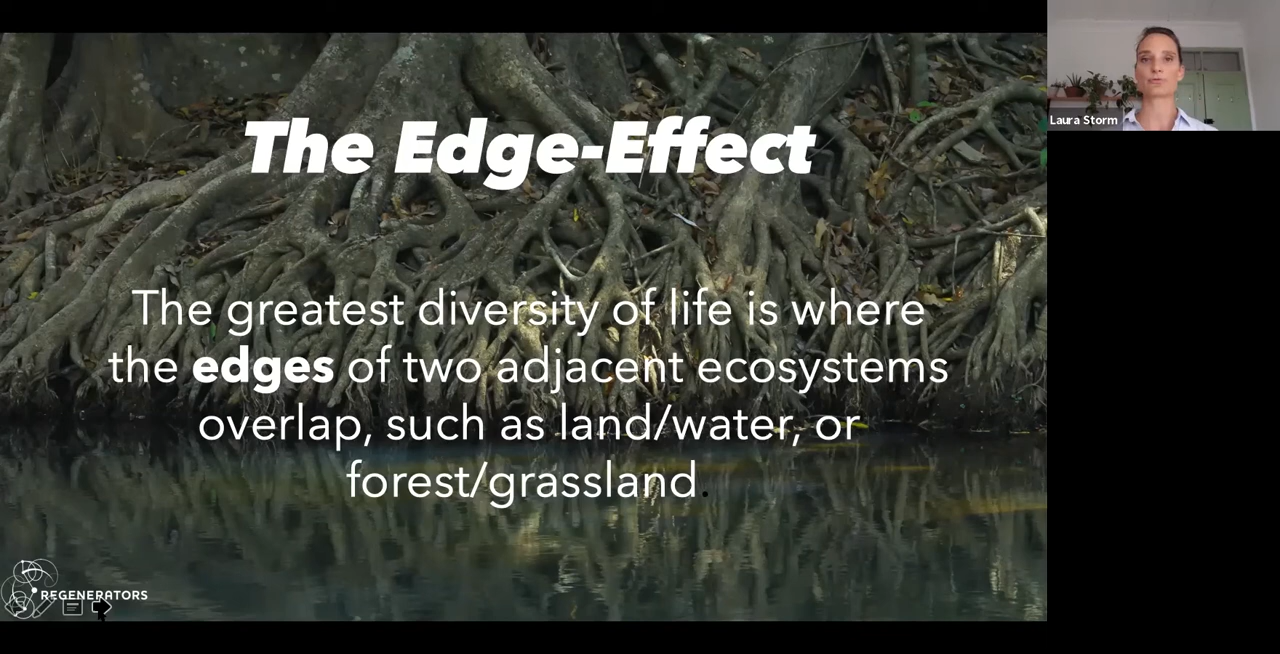 The Edge-Effect
The greatest diversity of life is where
the edges of two adjacent ecosystems
overlap, such as land/water, or
forest/grassland.
REGENERATORS
Laura Storm